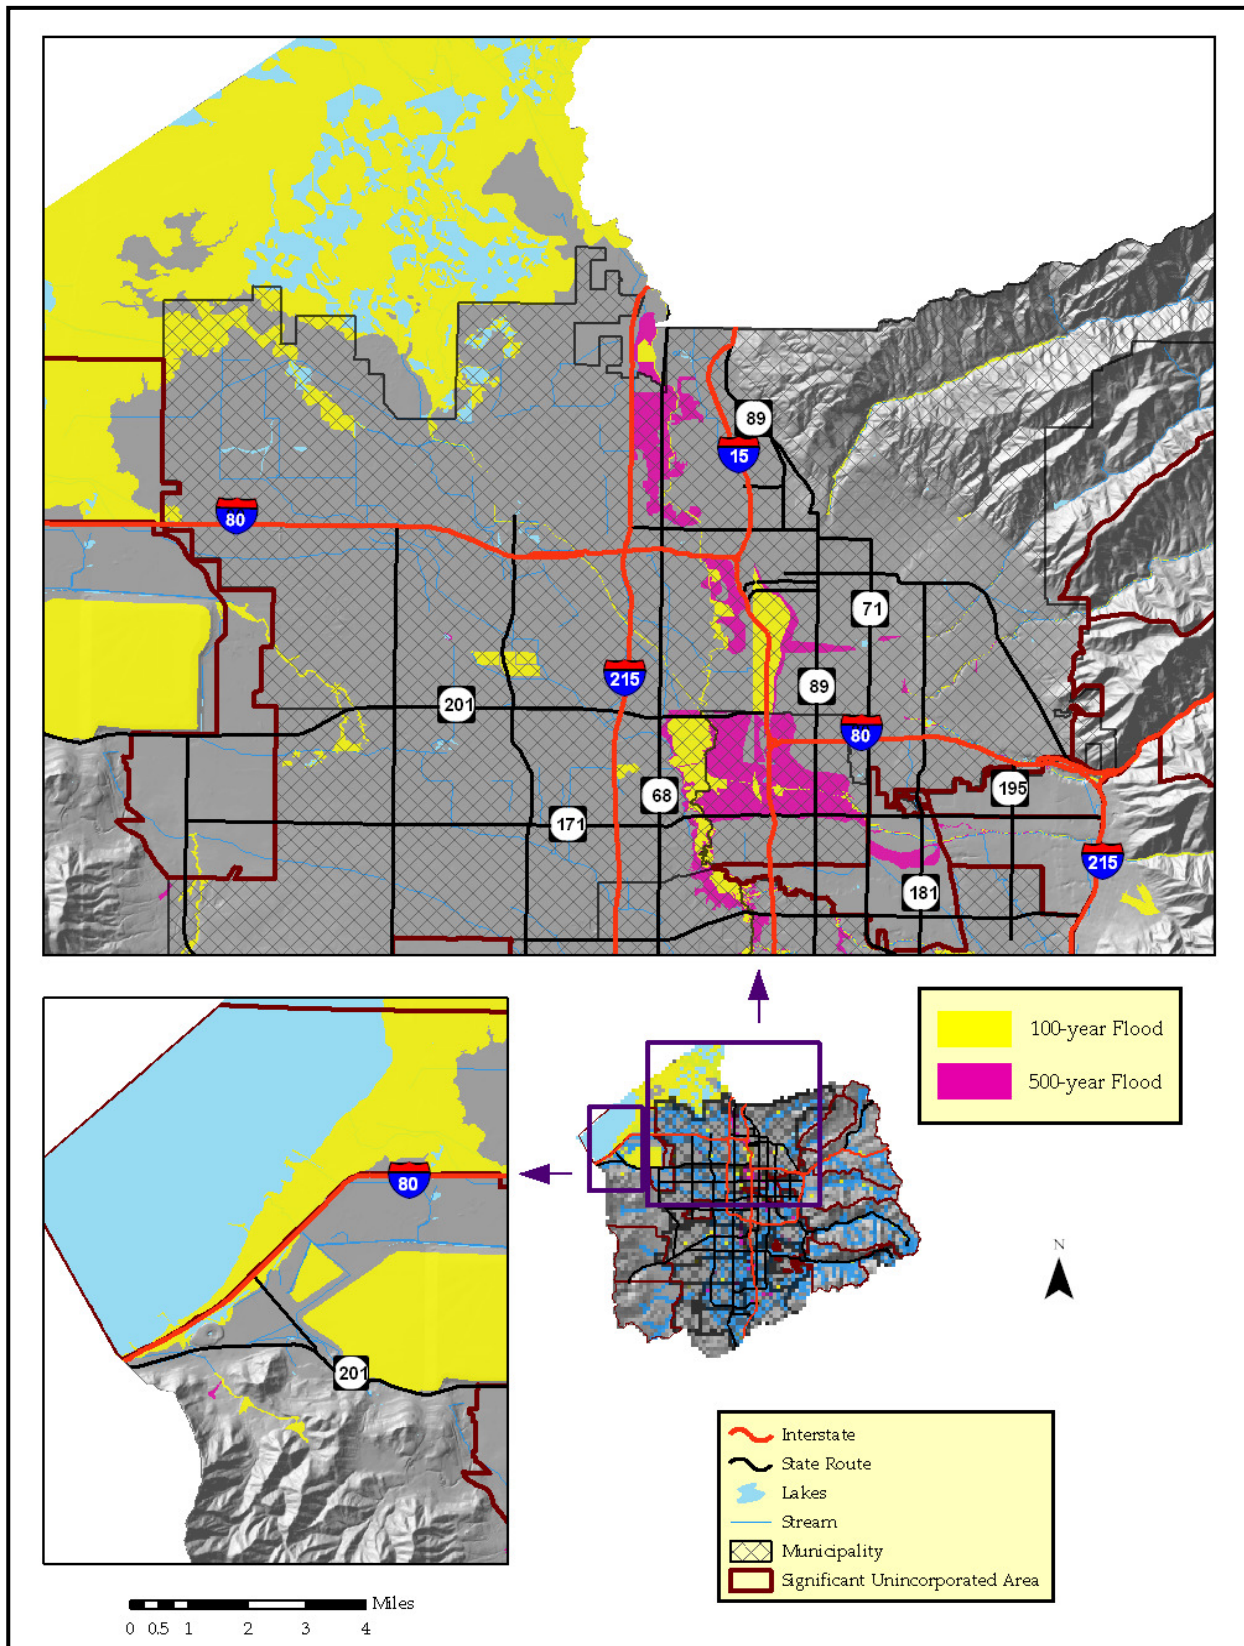 89
15
80
71
215
89
201
80
68
195
171
215
181
100-year Flood
500-year Flood
80
N
201
Interstate
State Route
Lakes
Stream
Municipality
Significant Unincorporated Area
Miles
0 0.5 1 2 3 4